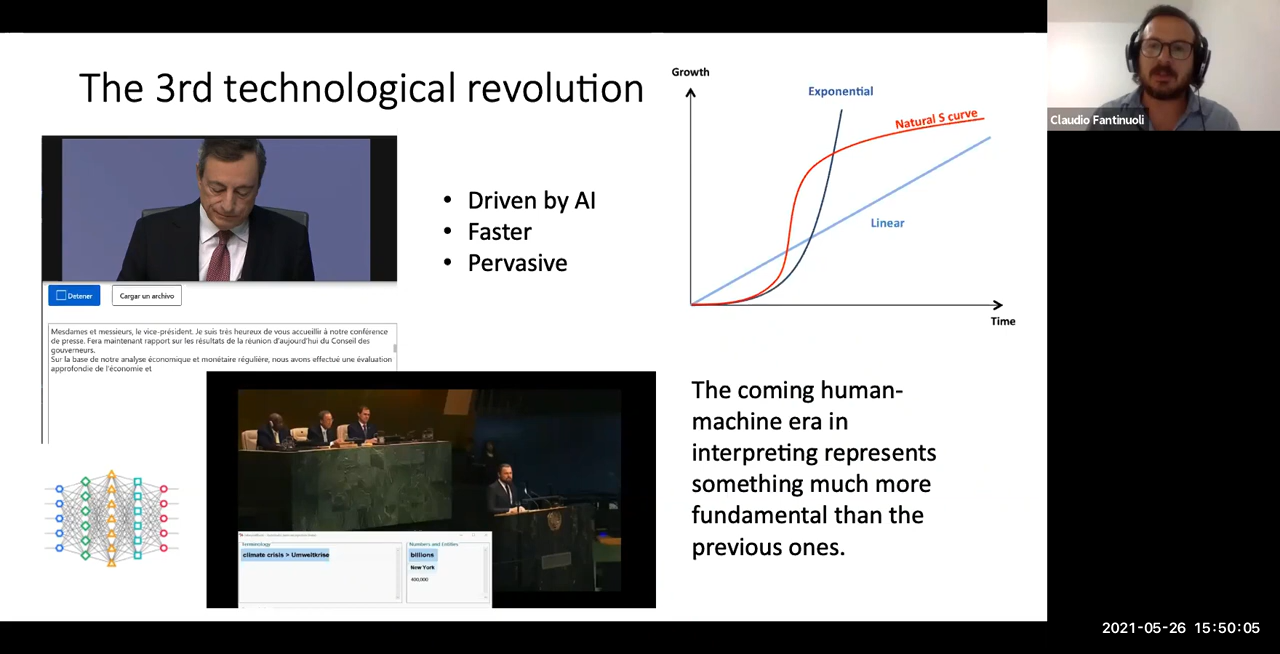 The 3rd technological revolution
Detener
Cargar un archivo
Mesdames et messieurs, le vice-président. Je suis très heureux de vous accueillir à notre conférence
de presse. Fera maintenant rapport sur les résultats de la réunion d'aujourd'hui du Conseil des
gouverneurs.
Sur la base de notre analyse économique et monétaire régulière, nous avons effectué une évaluation
approfondie de l'économie et
• Driven by AI
• Faster
• Pervasive
Growth
Exponential
Natural S curve
Linear
Time
Terminology
climate crisis > Umweltkrise
Numbers and Entities
billions
New York
400,000
The coming human-
machine era in
interpreting represents
something much more
fundamental than the
previous ones.
Claudio Fantinuoli
2021-05-26 15:50:05